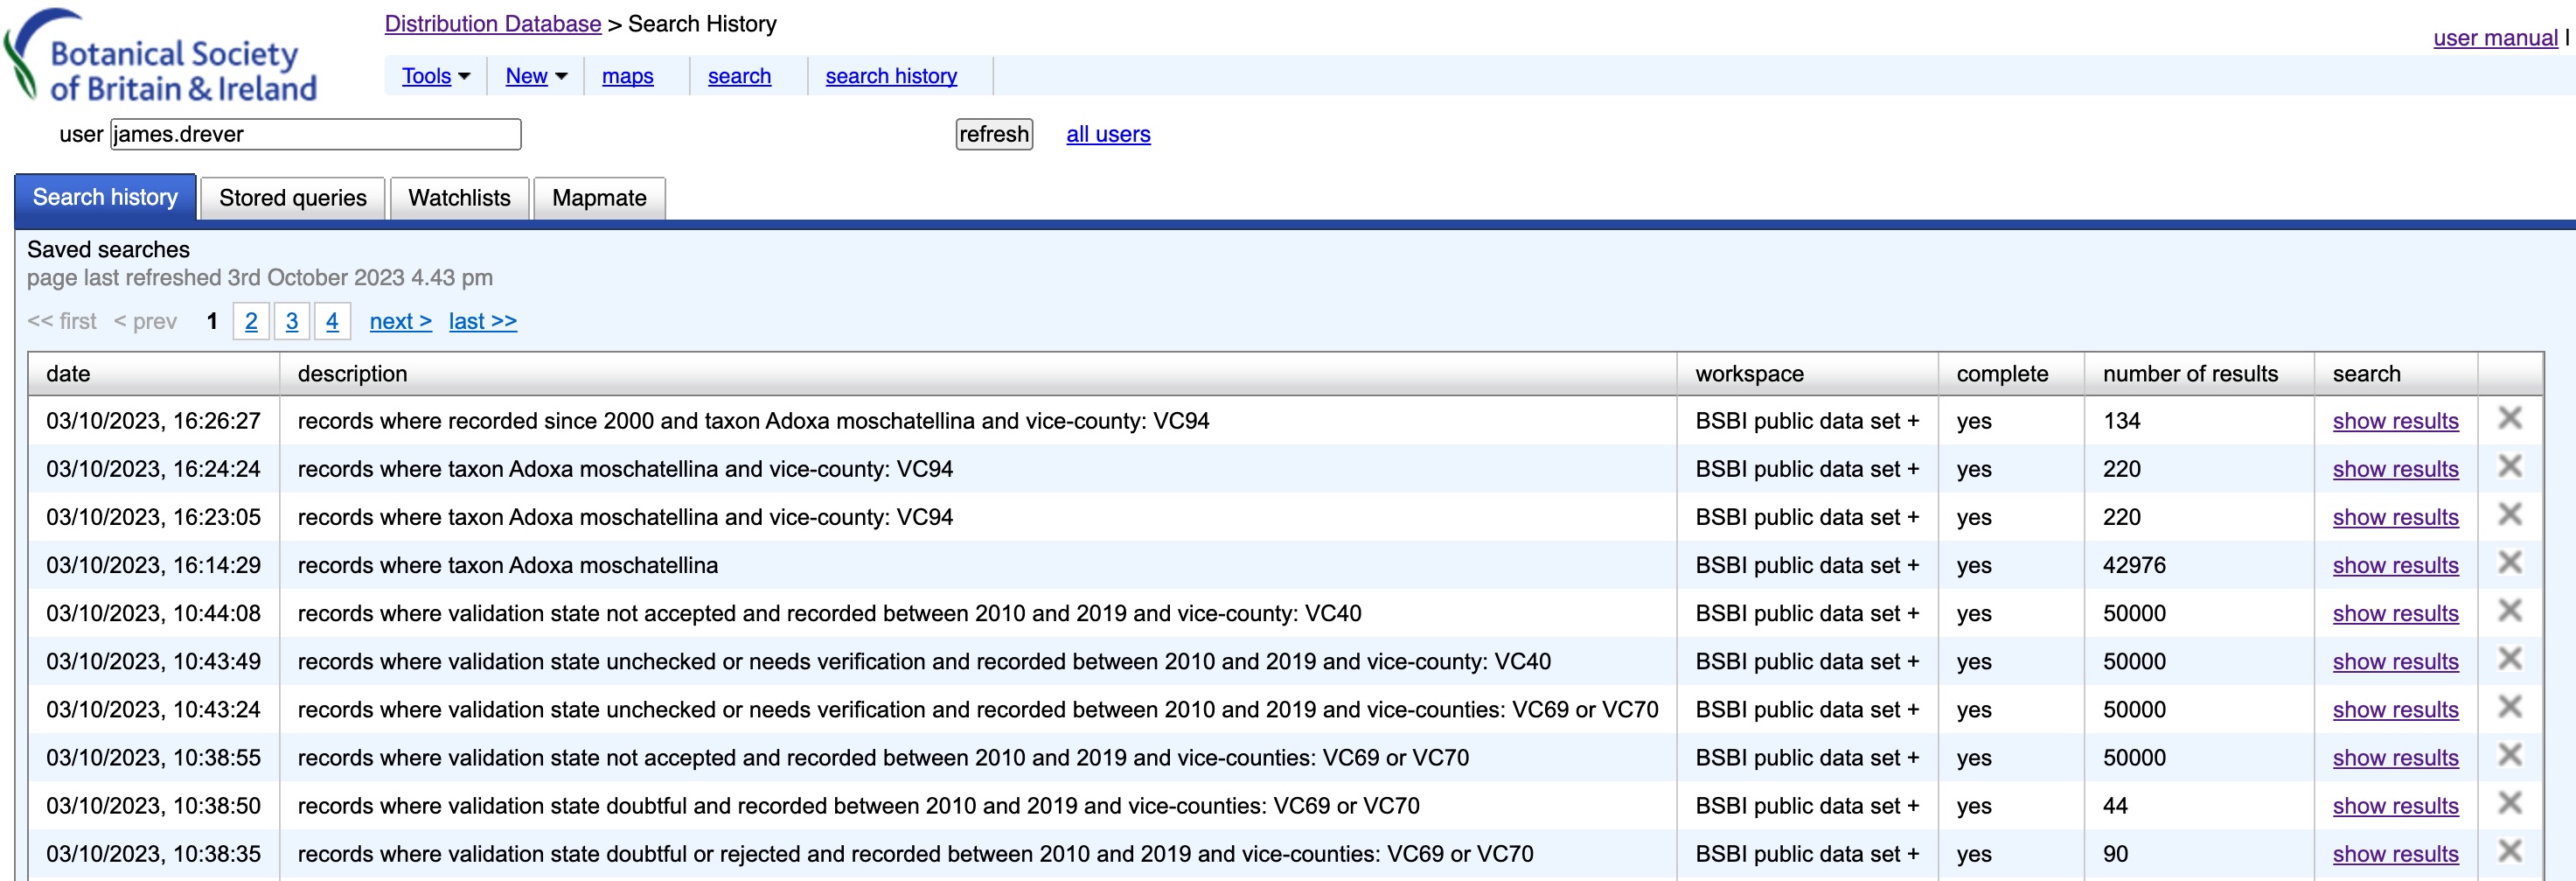 Botanical Society
of Britain & Ireland
Distribution Database > Search History
user manual |
Tools New maps search search history
user james.drever refresh all users
Search history Stored queries Watchlists Mapmate
Saved searches
page last refreshed 3rd October 2023 4.43 pm
<< first < prev 1 2 3 4 next > last >>
date description workspace complete number of results search
03/10/2023, 16:26:27 records where recorded since 2000 and taxon Adoxa moschatellina and vice-county: VC94 BSBI public data set + yes 134 show results
03/10/2023, 16:24:24 records where taxon Adoxa moschatellina and vice-county: VC94 BSBI public data set + yes 220 show results
03/10/2023, 16:23:05 records where taxon Adoxa moschatellina and vice-county: VC94 BSBI public data set + yes 220 show results
03/10/2023, 16:14:29 records where taxon Adoxa moschatellina BSBI public data set + yes 42976 show results
03/10/2023, 10:44:08 records where validation state not accepted and recorded between 2010 and 2019 and vice-county: VC40 BSBI public data set + yes 50000 show results
03/10/2023, 10:43:49 records where validation state unchecked or needs verification and recorded between 2010 and 2019 and vice-county: VC40 BSBI public data set + yes 50000 show results
03/10/2023, 10:43:24 records where validation state unchecked or needs verification and recorded between 2010 and 2019 and vice-counties: VC69 or VC70 BSBI public data set + yes 50000 show results
03/10/2023, 10:38:55 records where validation state not accepted and recorded between 2010 and 2019 and vice-counties: VC69 or VC70 BSBI public data set + yes 50000 show results
03/10/2023, 10:38:50 records where validation state doubtful and recorded between 2010 and 2019 and vice-counties: VC69 or VC70 BSBI public data set + yes 44 show results
03/10/2023, 10:38:35 records where validation state doubtful or rejected and recorded between 2010 and 2019 and vice-counties: VC69 or VC70 BSBI public data set + yes 90 show results